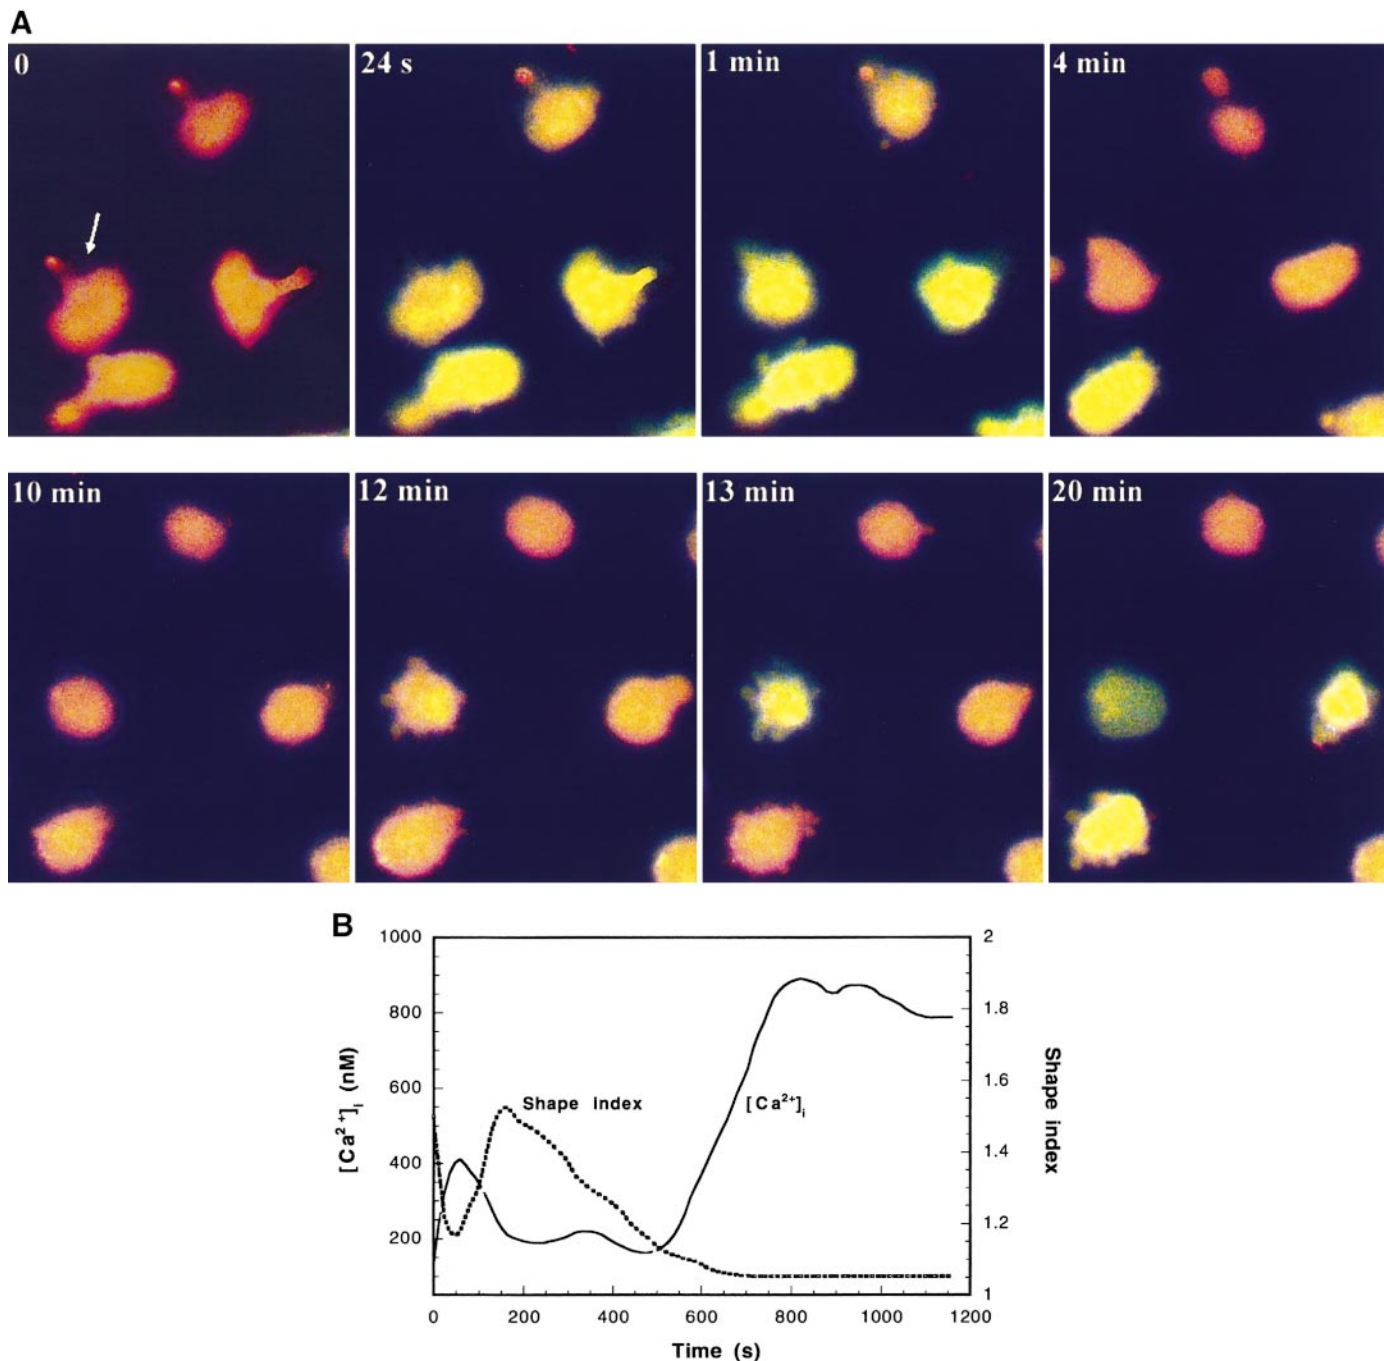 A
0
24 s
1 min
4 min
10 min
12 min
13 min
20 min
B
1000
800
600
400
200
[Ca²⁺]ᵢ (nM)
Shape index
[Ca²⁺]ᵢ
2
1.8
1.6
1.4
1.2
1
Shape index
0 200 400 600 800 1000 1200
Time (s)